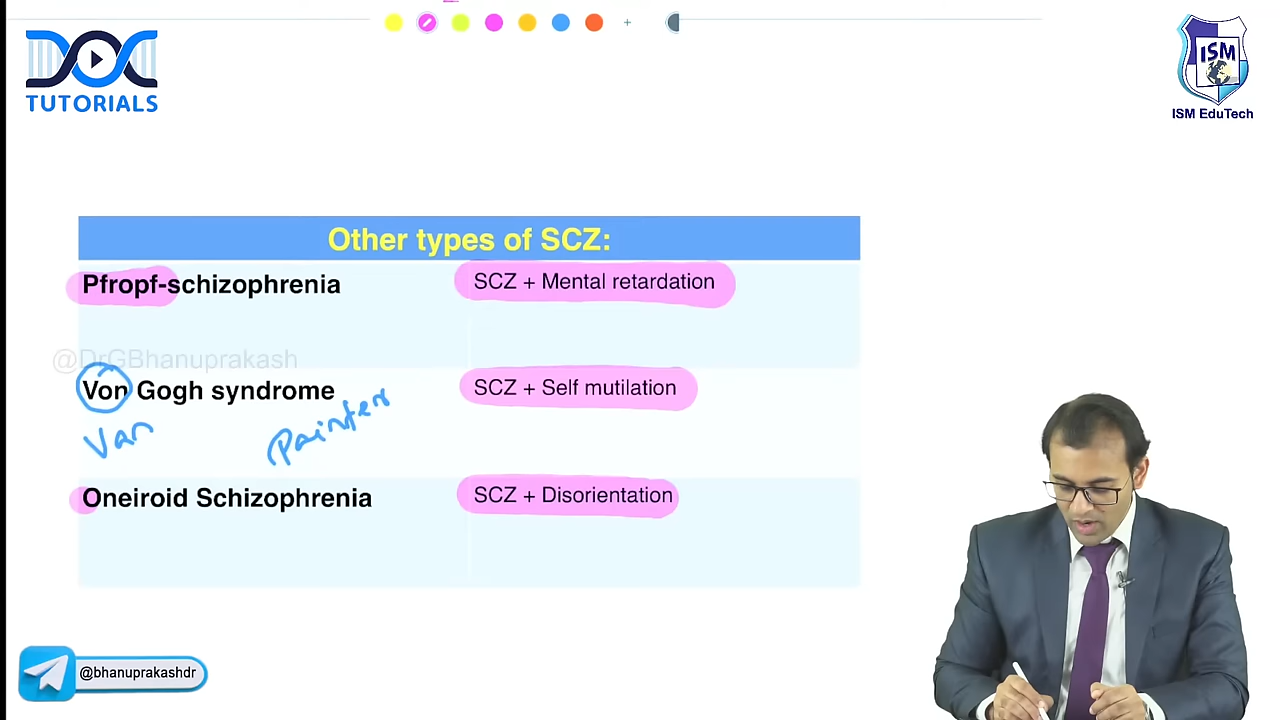 DOC
TUTORIALS
ISM
ISM EduTech
Other types of SCZ:
Pfropf-schizophrenia SCZ + Mental retardation
@DrGBhanuprakash
Von Gogh syndrome SCZ + Self mutilation
Van Painter
Oneiroid Schizophrenia SCZ + Disorientation
@bhanuprakashdr